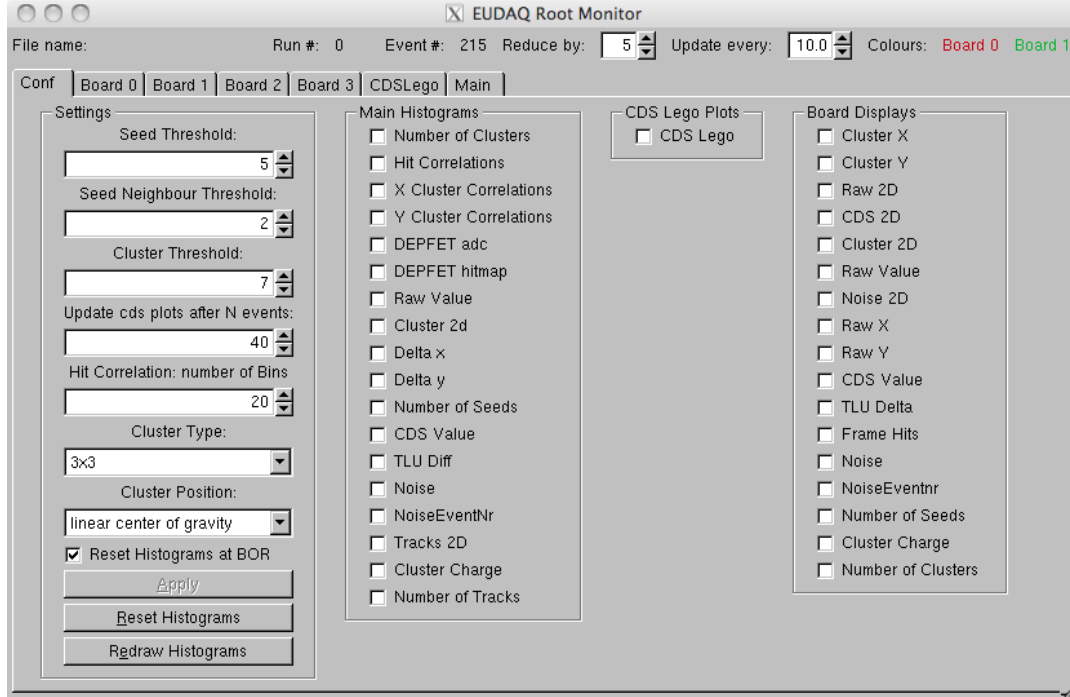 EUDAQ Root Monitor
File name: Run #: 0 Event #: 215 Reduce by: 5 Update every: 10.0 Colours: Board 0 Board 1
Conf Board 0 Board 1 Board 2 Board 3 CDSLego Main
Settings
Seed Threshold:
5
Seed Neighbour Threshold:
2
Cluster Threshold:
7
Update cds plots after N events:
40
Hit Correlation: number of Bins
20
Cluster Type:
3x3
Cluster Position:
linear center of gravity
Reset Histograms at BOR
Apply
Reset Histograms
Redraw Histograms
Main Histograms
Number of Clusters
Hit Correlations
X Cluster Correlations
Y Cluster Correlations
DEPFET adc
DEPFET hitmap
Raw Value
Cluster 2d
Delta x
Delta y
Number of Seeds
CDS Value
TLU Diff
Noise
NoiseEventNr
Tracks 2D
Cluster Charge
Number of Tracks
CDS Lego Plots
CDS Lego
Board Displays
Cluster X
Cluster Y
Raw 2D
CDS 2D
Cluster 2D
Raw Value
Noise 2D
Raw X
Raw Y
CDS Value
TLU Delta
Frame Hits
Noise
NoiseEventnr
Number of Seeds
Cluster Charge
Number of Clusters